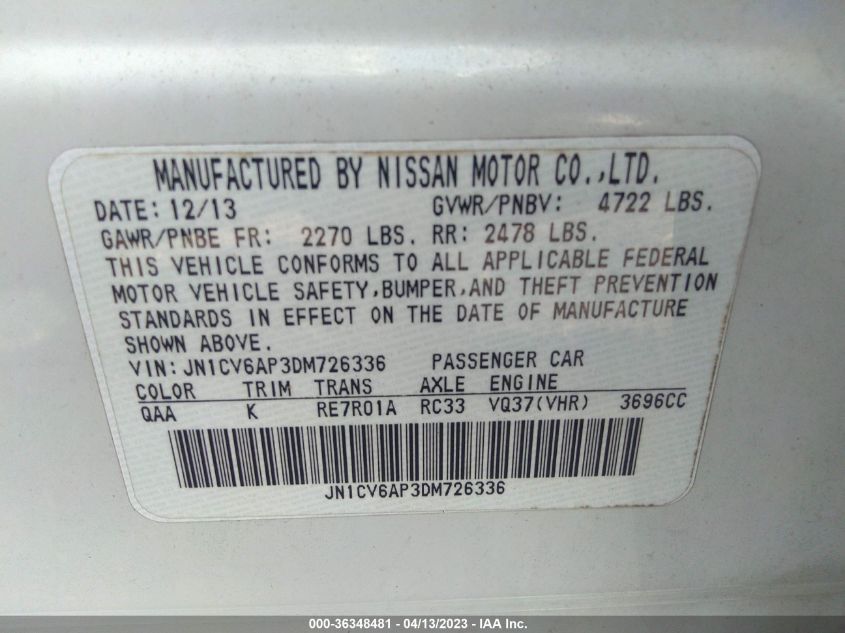 MANUFACTURED BY NISSAN MOTOR CO.,LTD.
DATE: 12/13 GVWR/PNBV: 4722 LBS.
GAWR/PNBE FR: 2270 LBS. RR: 2478 LBS.
THIS VEHICLE CONFORMS TO ALL APPLICABLE FEDERAL
MOTOR VEHICLE SAFETY,BUMPER,AND THEFT PREVENTION
STANDARDS IN EFFECT ON THE DATE OF MANUFACTURE
SHOWN ABOVE.
VIN: JN1CV6AP3DM726336 PASSENGER CAR
COLOR TRIM TRANS AXLE ENGINE
QAA K RE7R01A RC33 VQ37(VHR) 3696CC
JN1CV6AP3DM726336
000-36348481 - 04/13/2023 - IAA Inc.